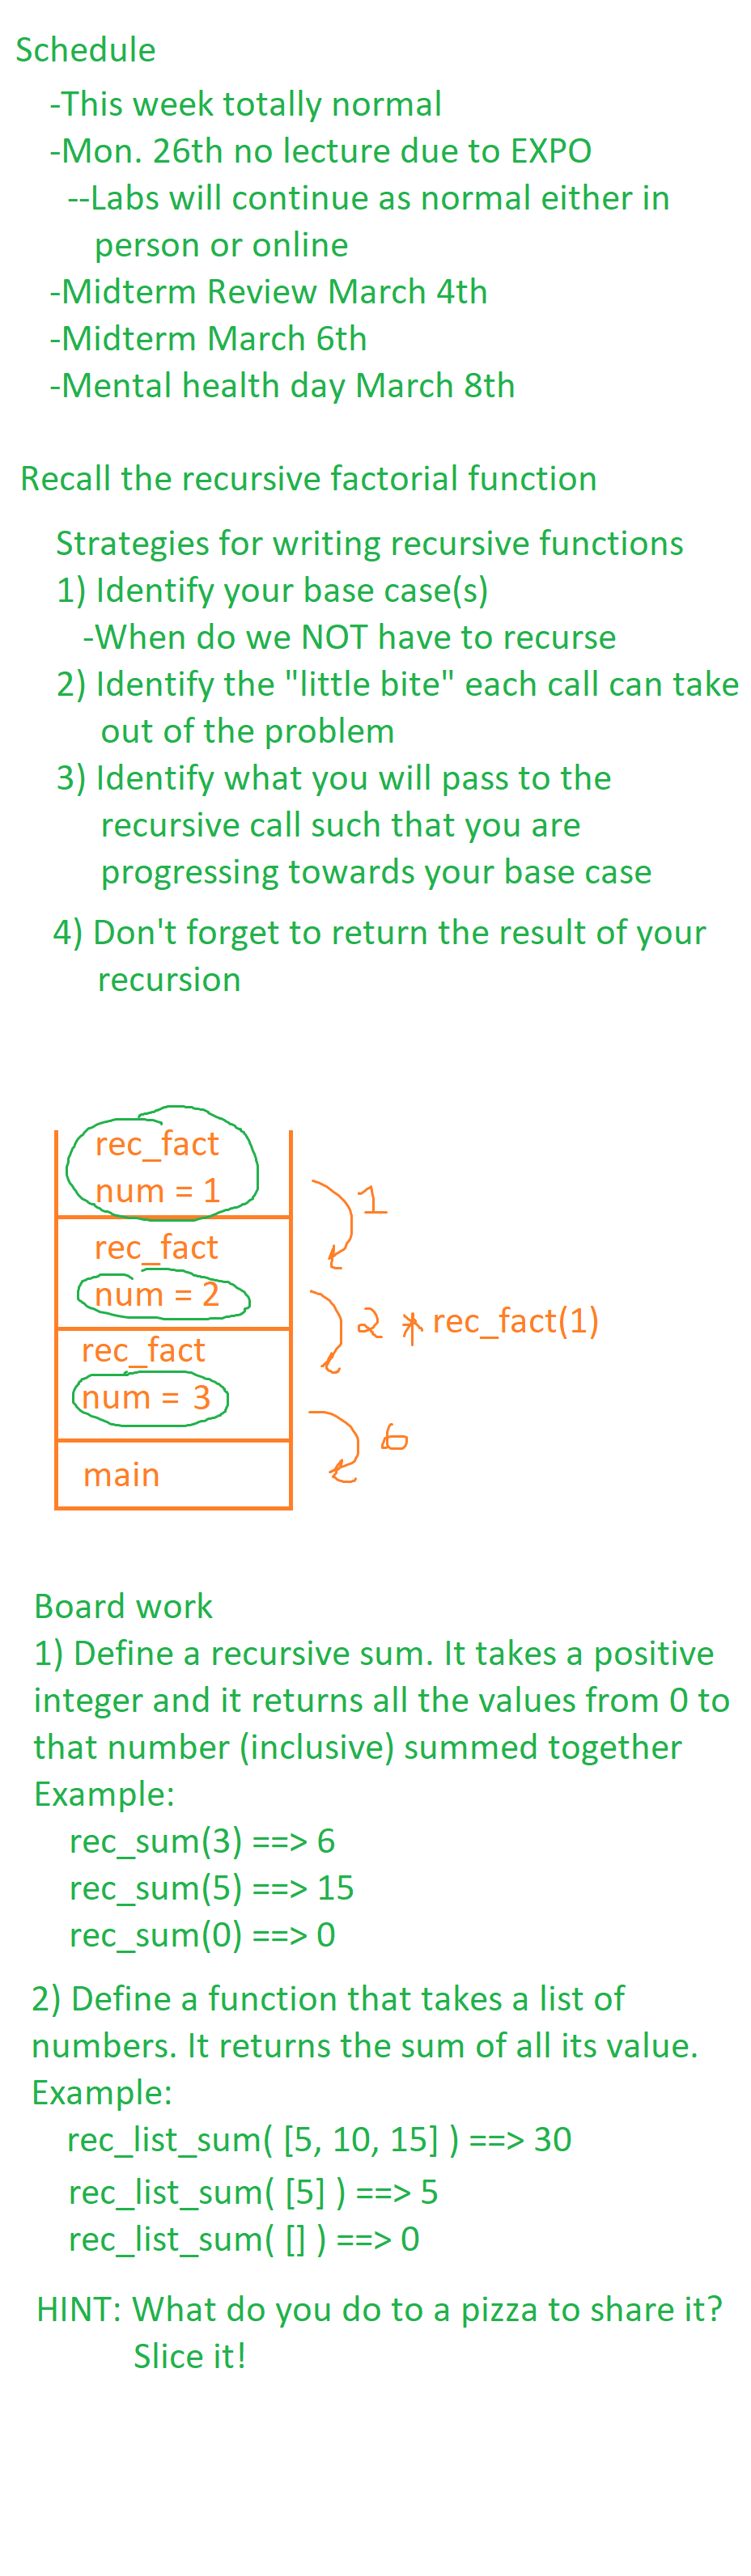 Schedule
-This week totally normal
-Mon. 26th no lecture due to EXPO
--Labs will continue as normal either in
person or online
-Midterm Review March 4th
-Midterm March 6th
-Mental health day March 8th
Recall the recursive factorial function
Strategies for writing recursive functions
1) Identify your base case(s)
-When do we NOT have to recurse
2) Identify the "little bite" each call can take
out of the problem
3) Identify what you will pass to the
recursive call such that you are
progressing towards your base case
4) Don't forget to return the result of your
recursion
rec_fact
num = 1
1
rec_fact
num = 2
2 * rec_fact(1)
rec_fact
num = 3
6
main
Board work
1) Define a recursive sum. It takes a positive
integer and it returns all the values from 0 to
that number (inclusive) summed together
Example:
rec_sum(3) ==> 6
rec_sum(5) ==> 15
rec_sum(0) ==> 0
2) Define a function that takes a list of
numbers. It returns the sum of all its value.
Example:
rec_list_sum( [5, 10, 15] ) ==> 30
rec_list_sum( [5] ) ==> 5
rec_list_sum( [] ) ==> 0
HINT: What do you do to a pizza to share it?
Slice it!